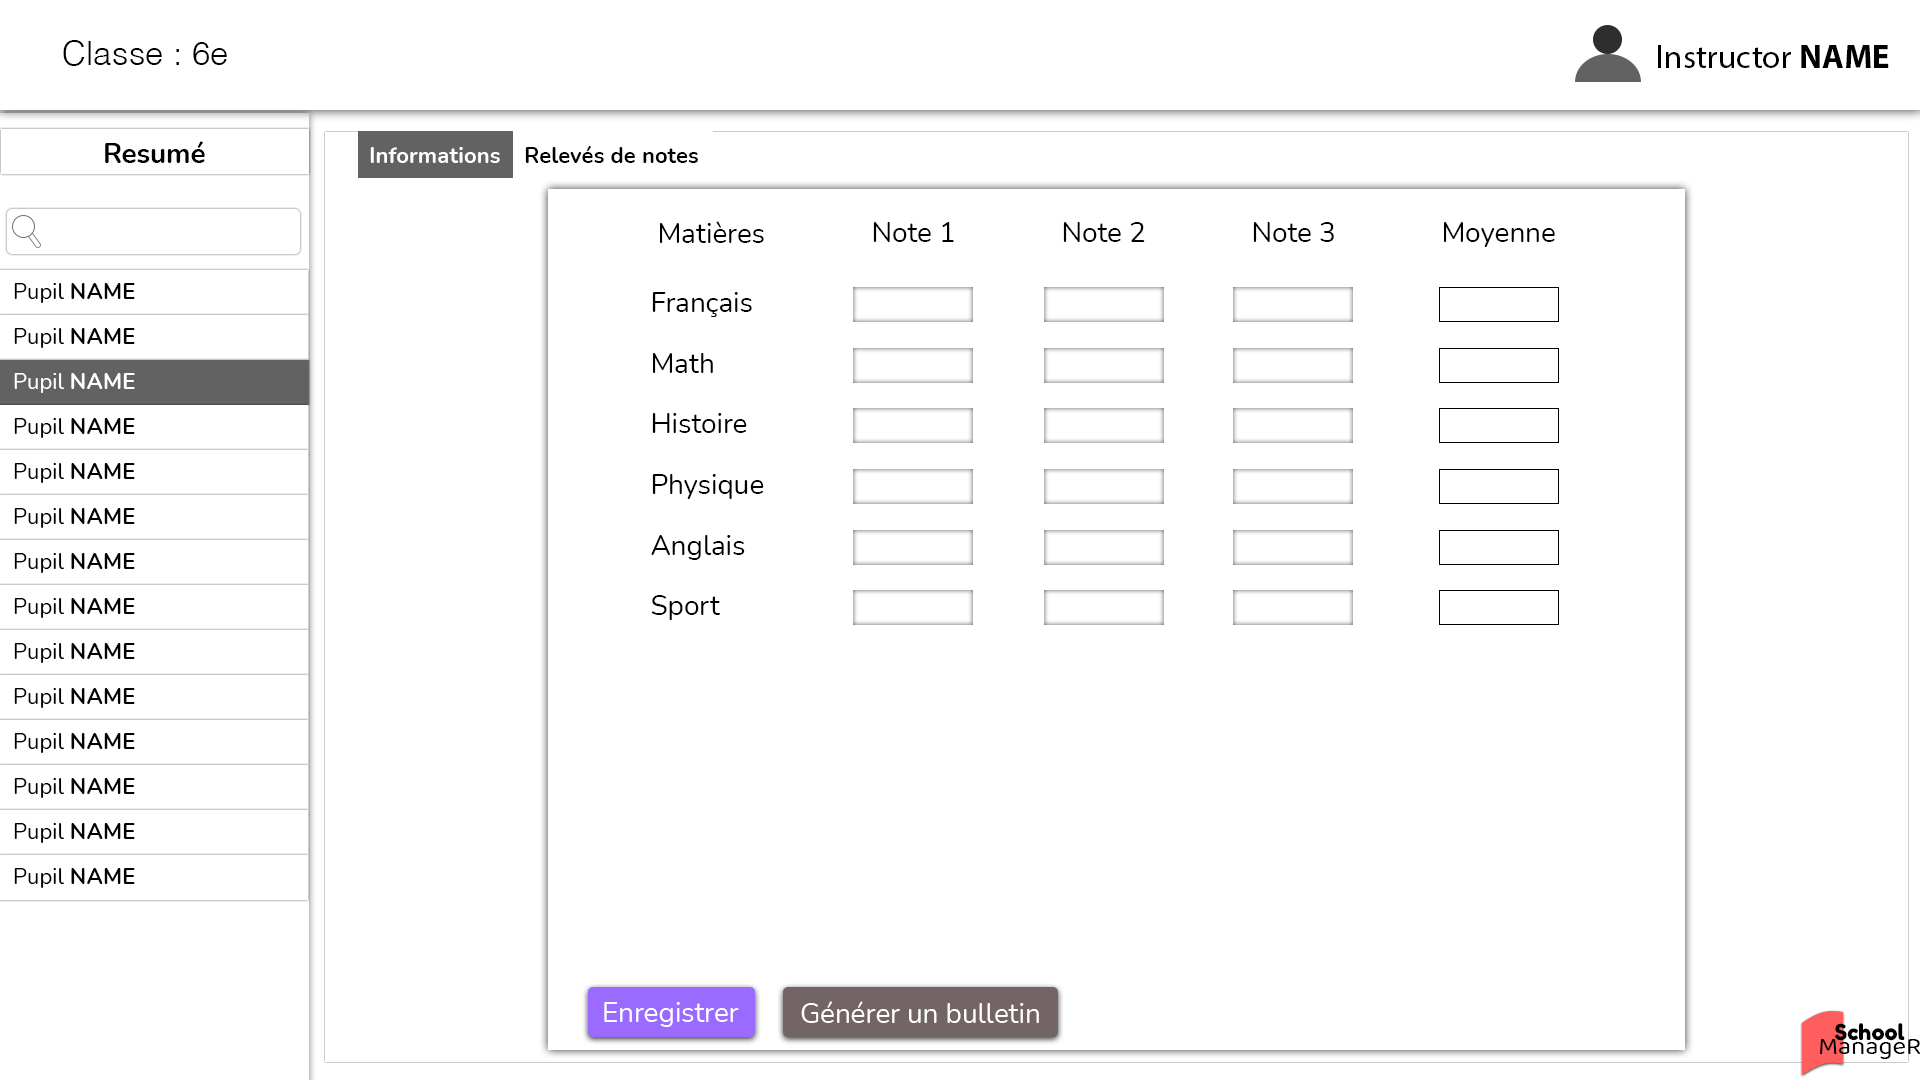 Classe : 6e
Instructor NAME
Resumé
Informations
Relevés de notes
Pupil NAME
Pupil NAME
Pupil NAME
Pupil NAME
Pupil NAME
Pupil NAME
Pupil NAME
Pupil NAME
Pupil NAME
Pupil NAME
Pupil NAME
Pupil NAME
Pupil NAME
Pupil NAME
Matières Note 1 Note 2 Note 3 Moyenne
Français
Math
Histoire
Physique
Anglais
Sport
Enregistrer
Générer un bulletin
School
ManageR